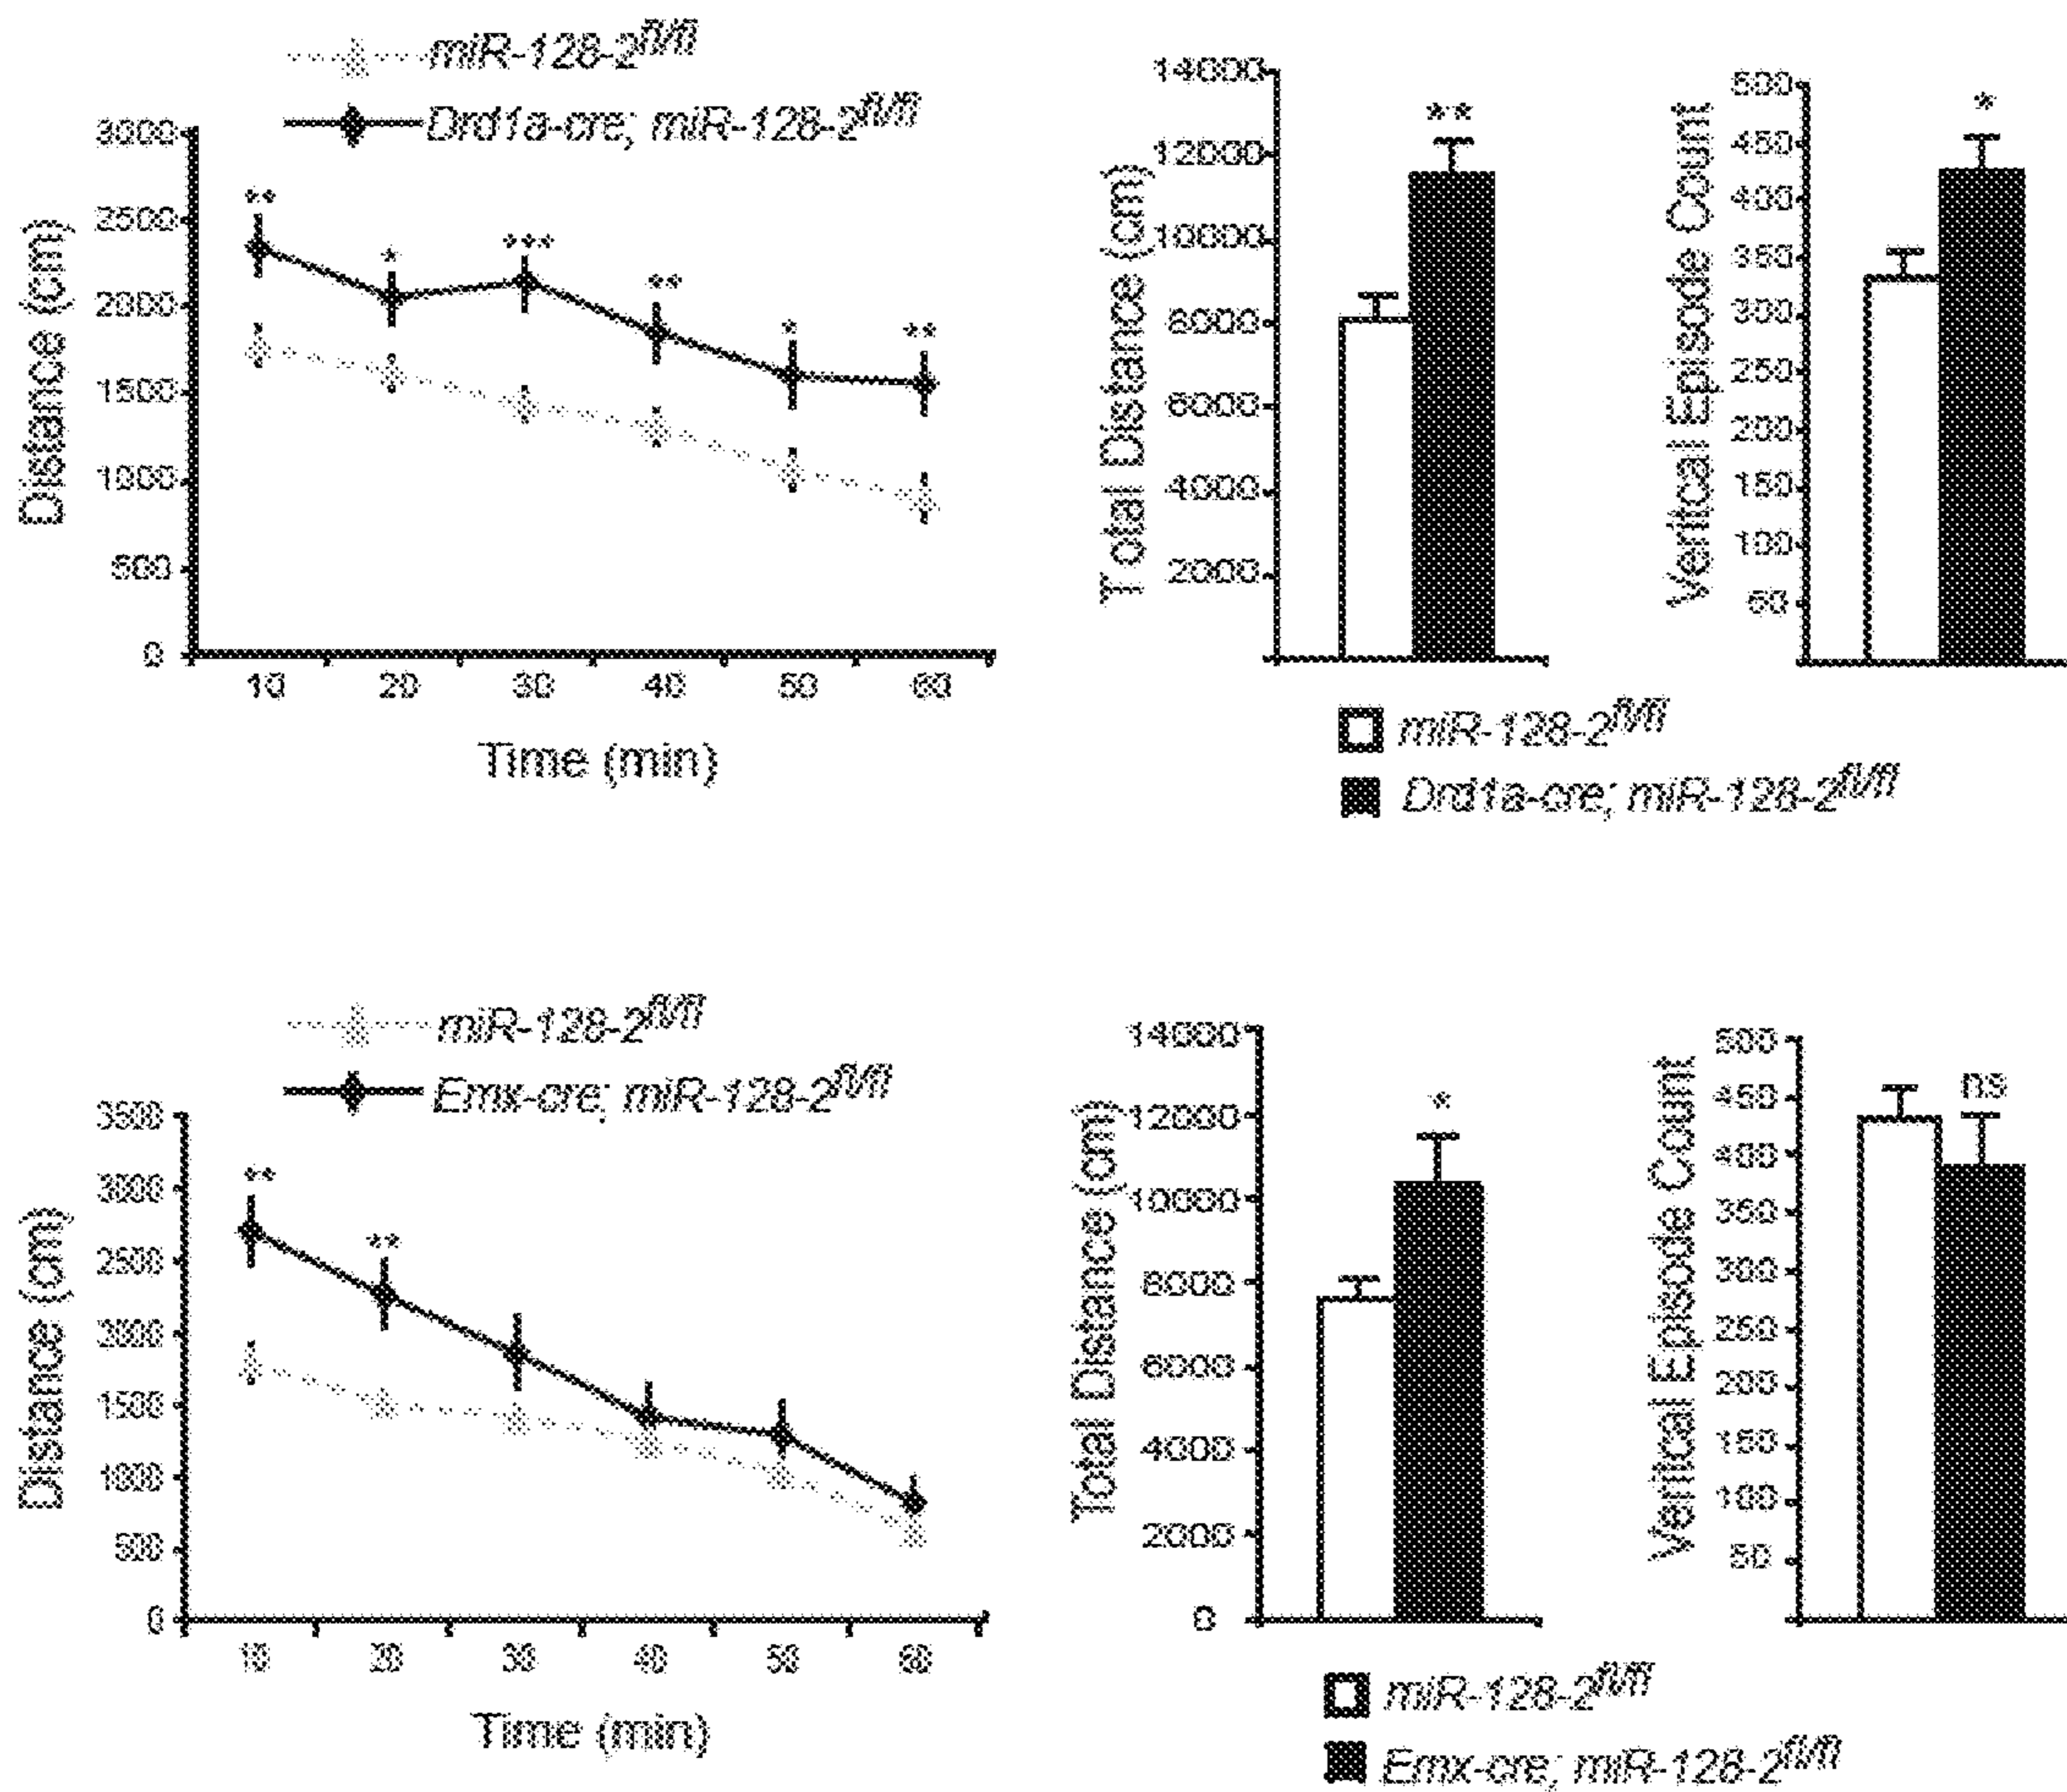 miR-128-2fl/fl
Drd1a-cre; miR-128-2fl/fl
Distance (cm)
3000
2500
2000
1500
1000
500
0
** * *** ** * **
10 20 30 40 50 60
Time (min)
Total Distance (cm)
14000
12000
10000
8000
6000
4000
2000
**
Veritcal Episode Count
500
450
400
350
300
250
200
150
100
50
*
miR-128-2fl/fl
Drd1a-cre; miR-128-2fl/fl
miR-128-2fl/fl
Emx-cre; miR-128-2fl/fl
Distance (cm)
3500
3000
2500
2000
1500
1000
500
0
** **
10 20 30 40 50 60
Time (min)
Total Distance (cm)
14000
12000
10000
8000
6000
4000
2000
0
*
Veritcal Episode Count
500
450
400
350
300
250
200
150
100
50
ns
miR-128-2fl/fl
Emx-cre; miR-128-2fl/fl